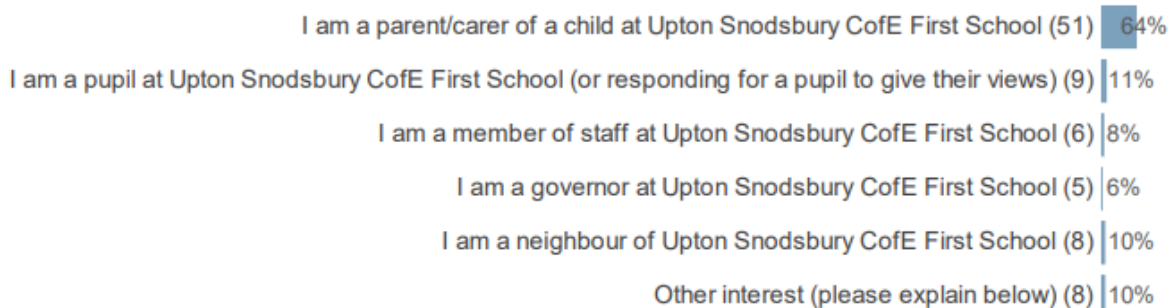 I am a parent/carer of a child at Upton Snodsbury CofE First School (51) 64%
I am a pupil at Upton Snodsbury CofE First School (or responding for a pupil to give their views) (9) 11%
I am a member of staff at Upton Snodsbury CofE First School (6) 8%
I am a governor at Upton Snodsbury CofE First School (5) 6%
I am a neighbour of Upton Snodsbury CofE First School (8) 10%
Other interest (please explain below) (8) 10%